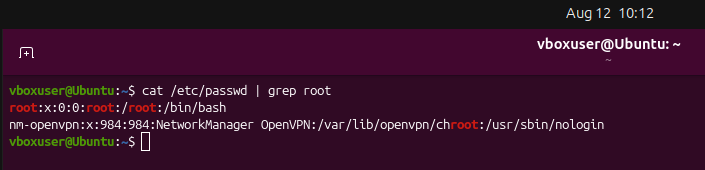 Aug 12 10:12
vboxuser@Ubuntu: ~
~
vboxuser@Ubuntu:~$ cat /etc/passwd | grep root
root:x:0:0:root:/root:/bin/bash
nm-openvpn:x:984:984:NetworkManager OpenVPN:/var/lib/openvpn/chroot:/usr/sbin/nologin
vboxuser@Ubuntu:~$